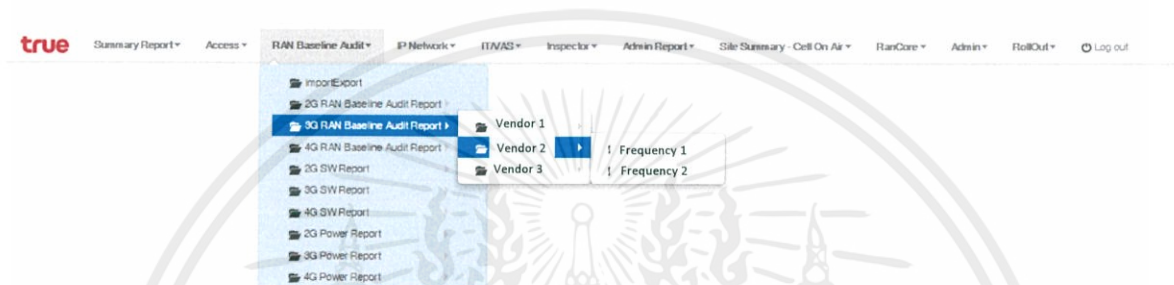 true Summary Report Access RAN Baseline Audit IP Network IT/VAS Inspector Admin Report Site Summary - Cell On Air RanCore Admin RollOut Log out
ImportExport
2G RAN Baseline Audit Report
3G RAN Baseline Audit Report Vendor 1
4G RAN Baseline Audit Report Vendor 2 Frequency 1
2G SW Report Vendor 3 Frequency 2
3G SW Report
4G SW Report
2G Power Report
3G Power Report
4G Power Report